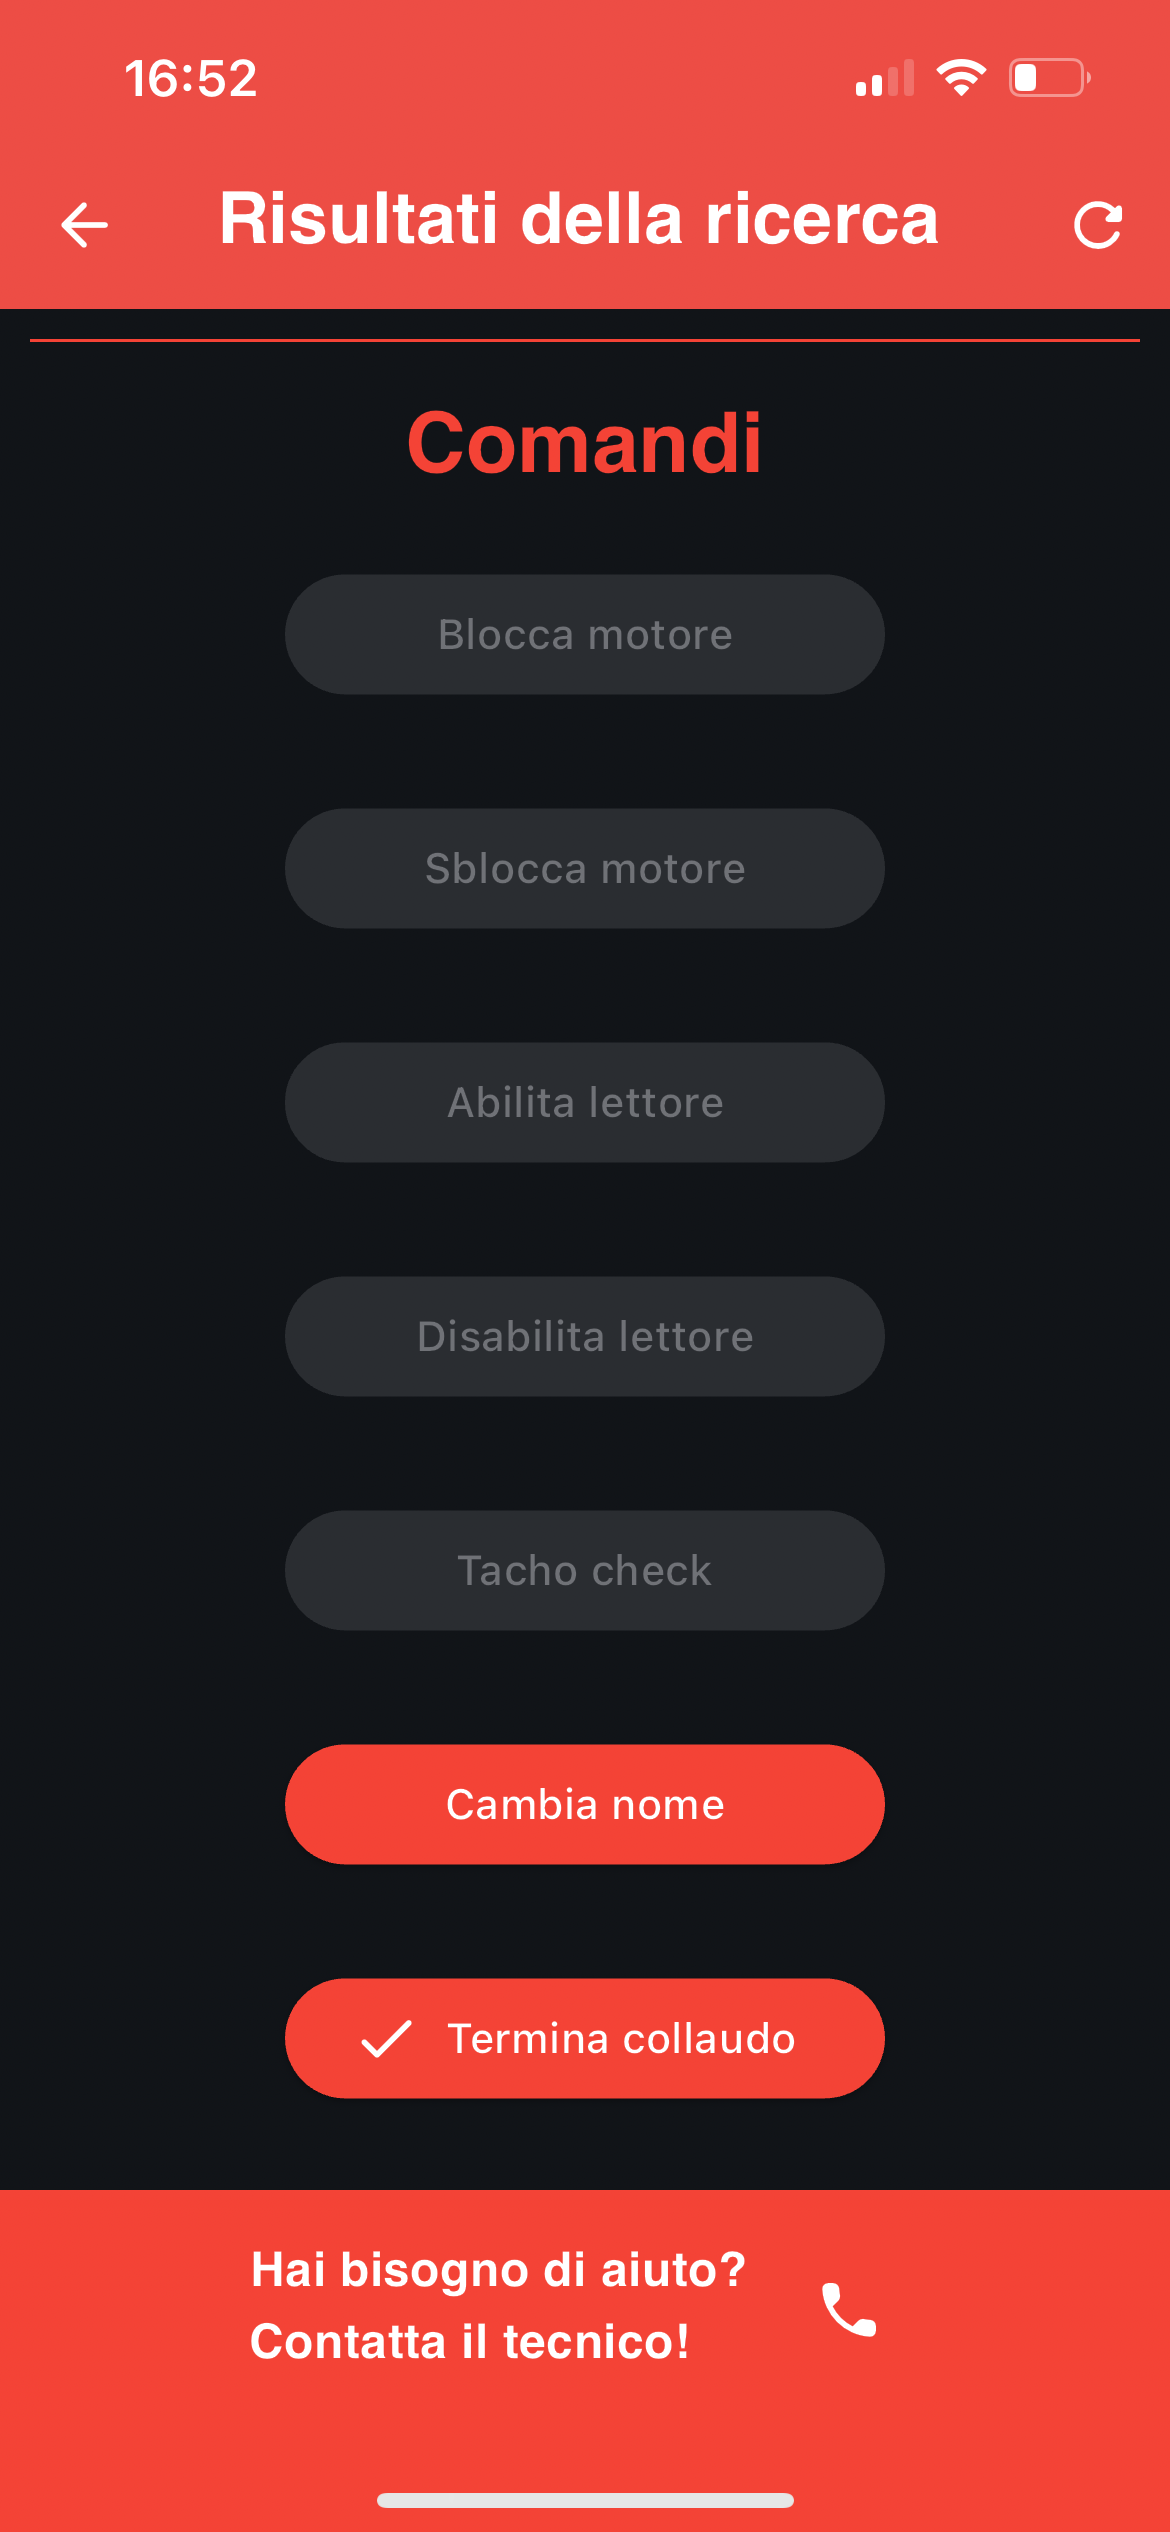 16:52
Risultati della ricerca
Comandi
Blocca motore
Sblocca motore
Abilita lettore
Disabilita lettore
Tacho check
Cambia nome
Termina collaudo
Hai bisogno di aiuto?
Contatta il tecnico!